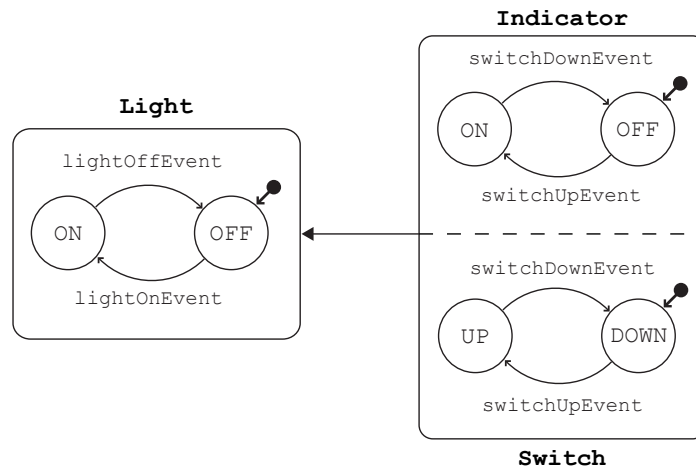 Light
lightOffEvent
ON
OFF
lightOnEvent
Indicator
switchDownEvent
ON
OFF
switchUpEvent
switchDownEvent
UP
DOWN
switchUpEvent
Switch